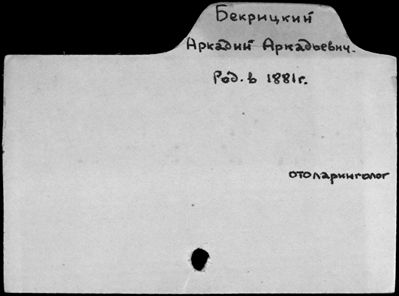 Бекрицкий
Аркадий Аркадьевич.
Род. в 1881г.
отоларинголог